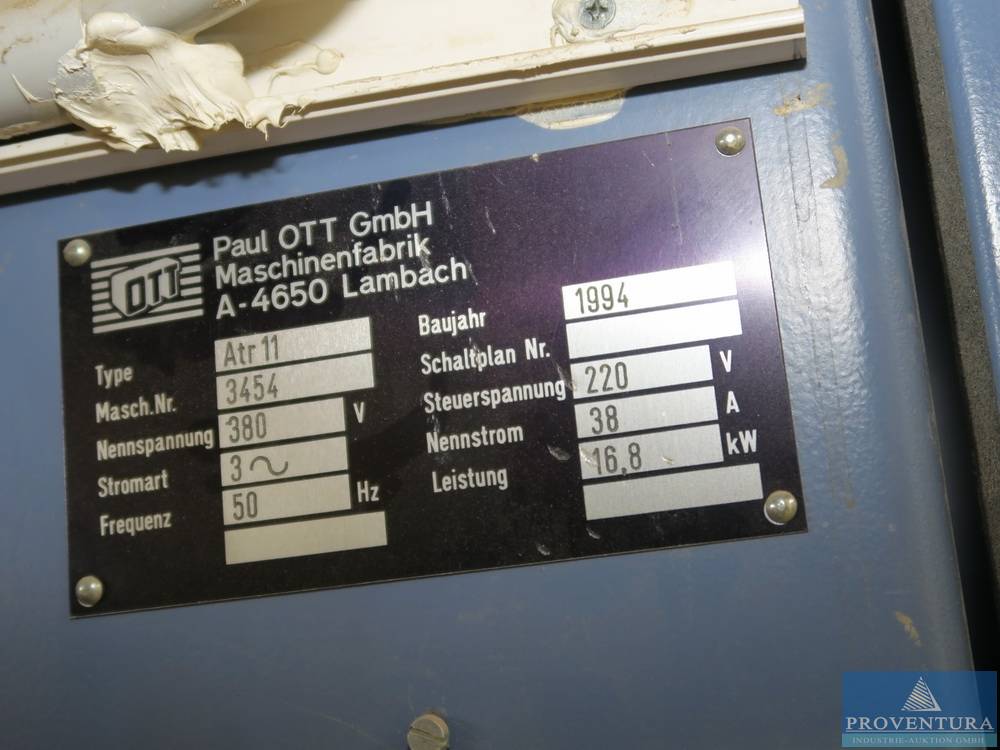 OTT
Paul OTT GmbH
Maschinenfabrik
A-4650 Lambach
Type Atr 11
Masch.Nr. 3454
Nennspannung 380 V
Stromart 3 ~
Frequenz 50 Hz
Baujahr 1994
Schaltplan Nr.
Steuerspannung 220 V
Nennstrom 38 A
Leistung 16,8 kW
PROVENTURA
INDUSTRIE-AUKTION GMBH